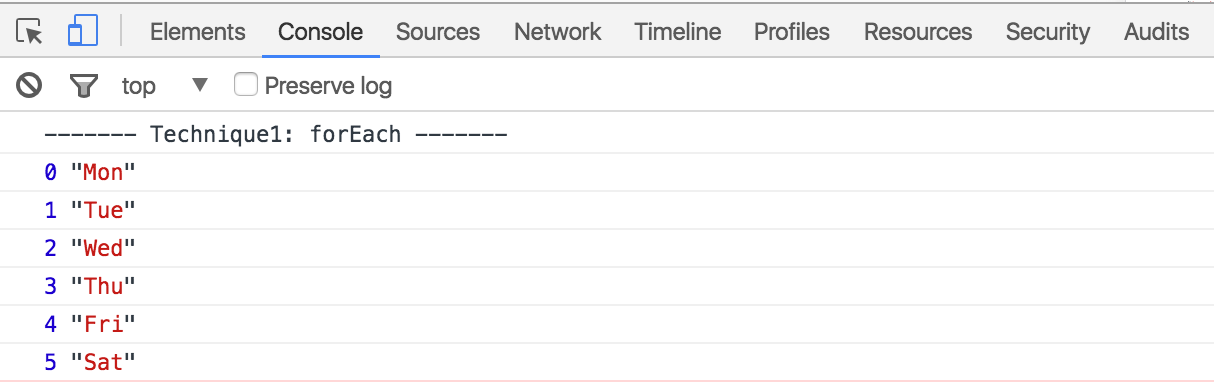 Elements Console Sources Network Timeline Profiles Resources Security Audits
top Preserve log
------- Technique1: forEach -------
0 "Mon"
1 "Tue"
2 "Wed"
3 "Thu"
4 "Fri"
5 "Sat"